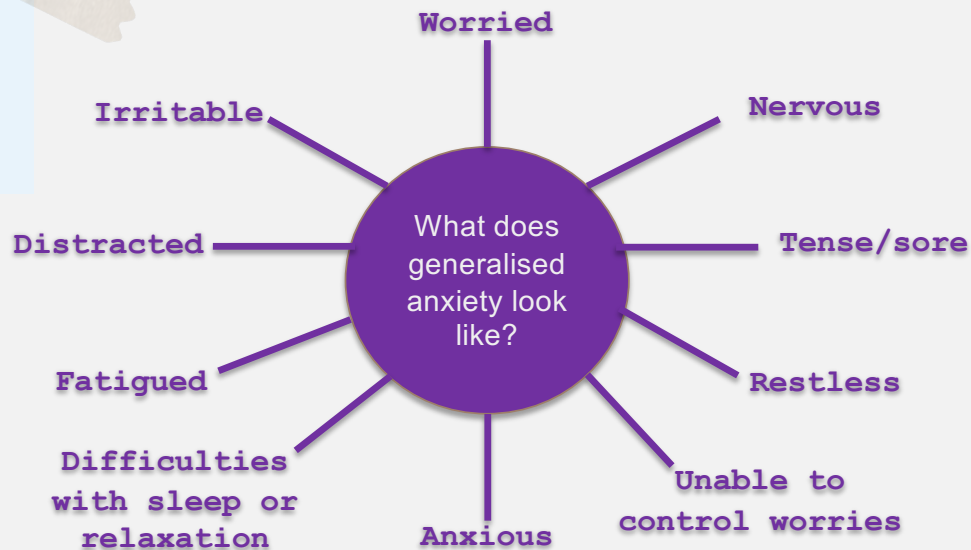 Worried
Irritable
Nervous
Distracted
What does
generalised
anxiety look
like?
Tense/sore
Fatigued
Restless
Difficulties
with sleep or
relaxation
Unable to
control worries
Anxious